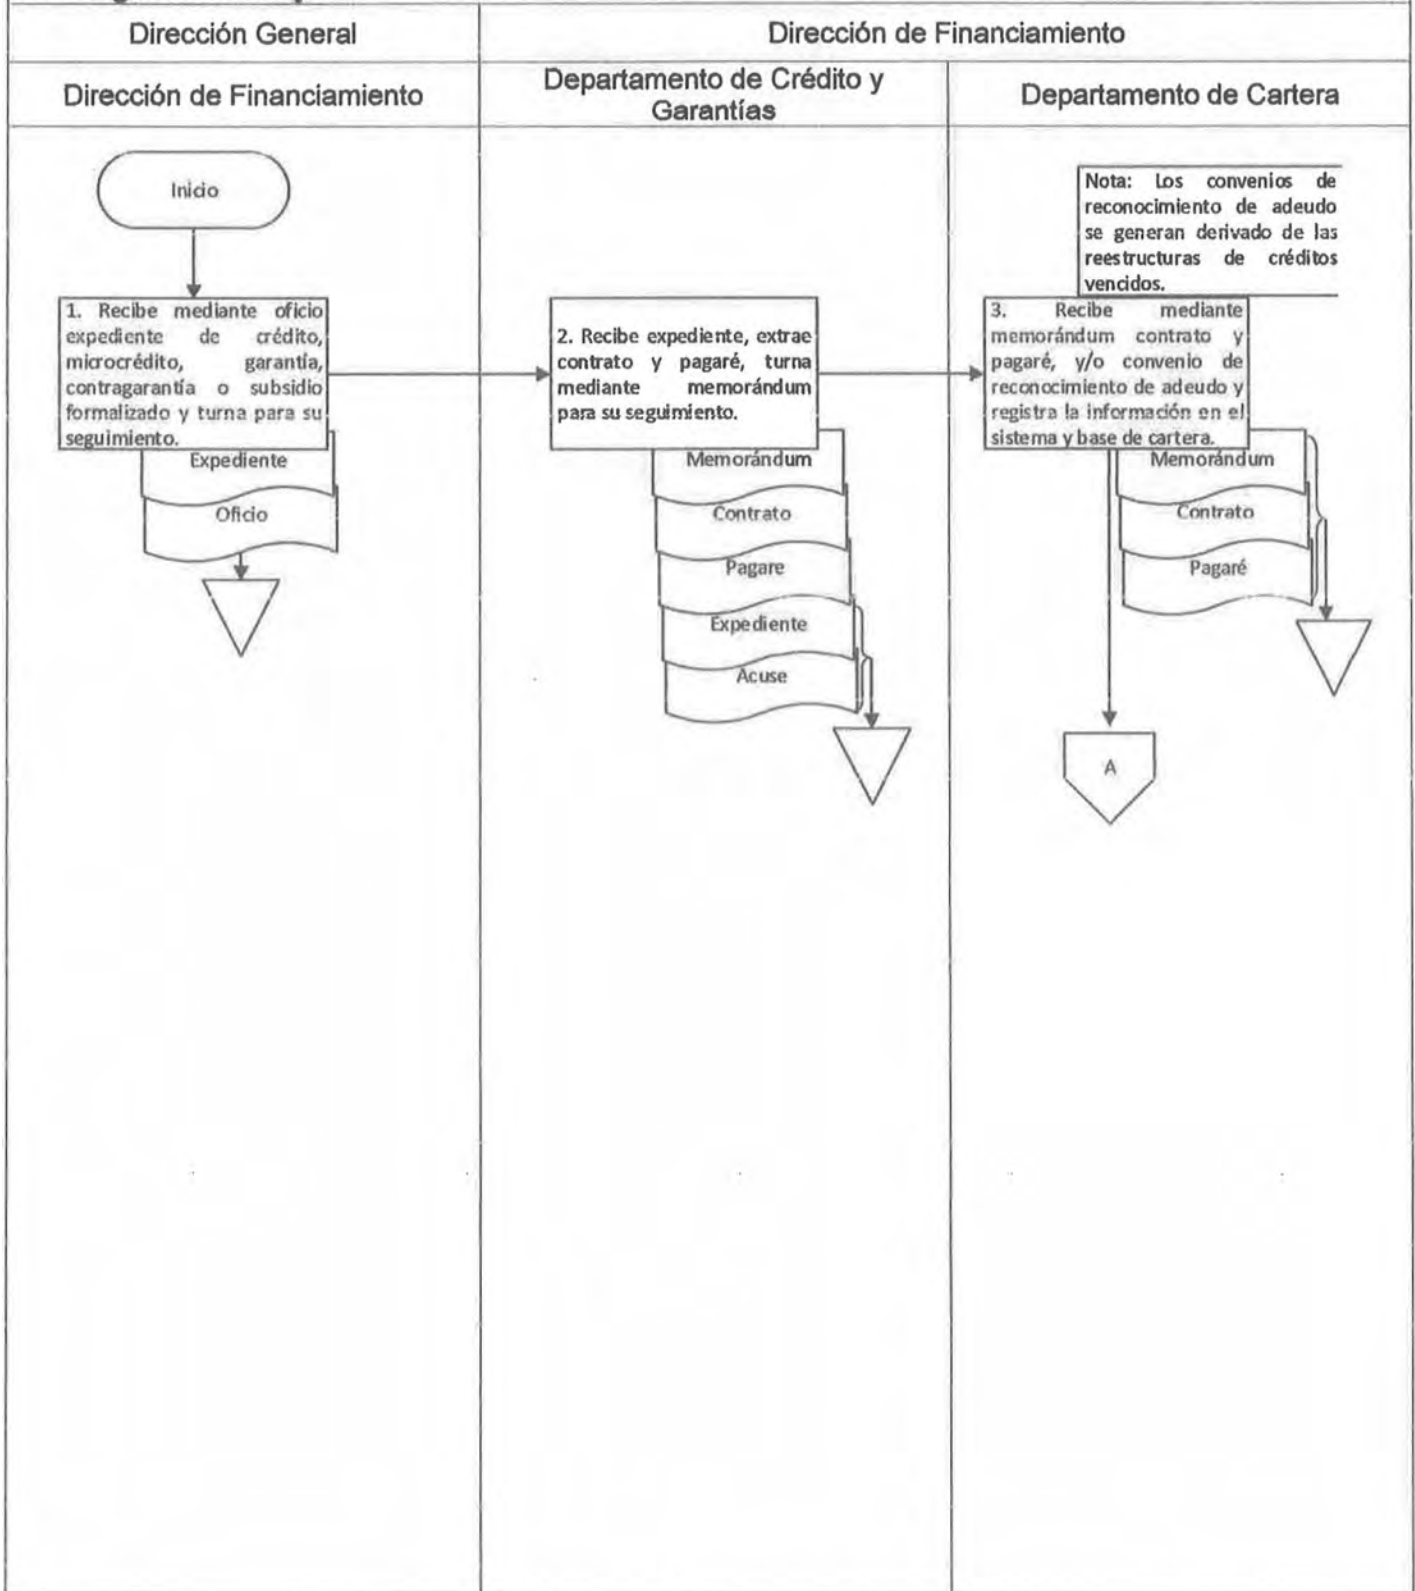 Dirección General
Dirección de Financiamiento
Dirección de Financiamiento
Departamento de Crédito y
Garantías
Departamento de Cartera
Inicio
1. Recibe mediante oficio
expediente de crédito,
microcrédito, garantía,
contragarantía o subsidio
formalizado y turna para su
seguimiento.
Expediente
Oficio
2. Recibe expediente, extrae
contrato y pagaré, turna
mediante memorándum
para su seguimiento.
Memorándum
Contrato
Pagare
Expediente
Acuse
Nota: Los convenios de
reconocimiento de adeudo
se generan derivado de las
reestructuras de créditos
vencidos.
3. Recibe mediante
memorándum contrato y
pagaré, y/o convenio de
reconocimiento de adeudo y
registra la información en el
sistema y base de cartera.
Memorándum
Contrato
Pagaré
A